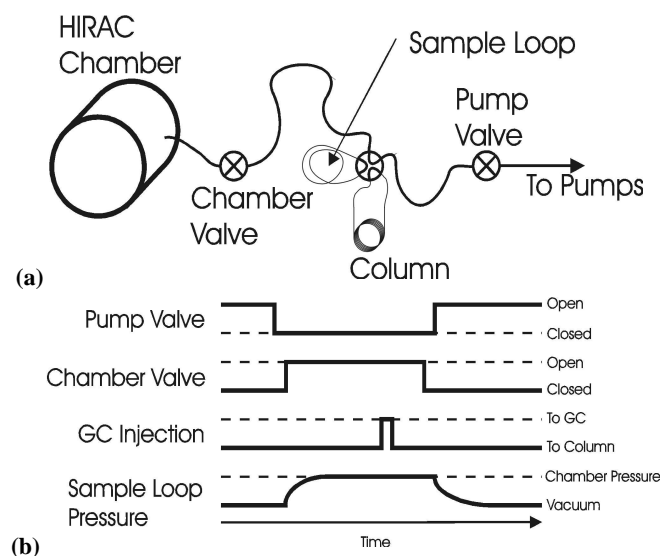 HIRAC
Chamber
Sample Loop
Pump
Valve
Chamber
Valve
To Pumps
Column
(a)
Pump Valve
Open
Closed
Chamber Valve
Open
Closed
GC Injection
To GC
To Column
Sample Loop
Pressure
Chamber Pressure
Vacuum
Time
(b)